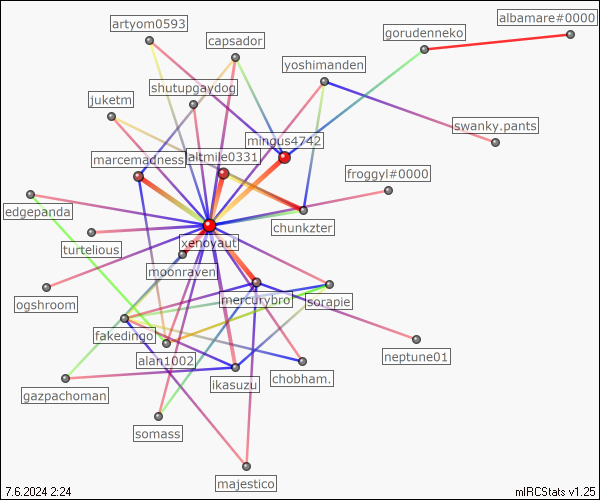 albamare#0000
artyom0593
gorudenneko
capsador
yoshimanden
shutupgaydog
juketm
swanky.pants
mingus4742
marcemadness
altmile0331
froggyl#0000
edgepanda
chunkzter
turtelious
xenoyaut
moonraven
ogshroom
mercurybro
sorapie
fakedingo
alan1002
neptune01
ikasuzu
chobham.
gazpachoman
somass
majestico
7.6.2024 2:24
mIRCStats v1.25